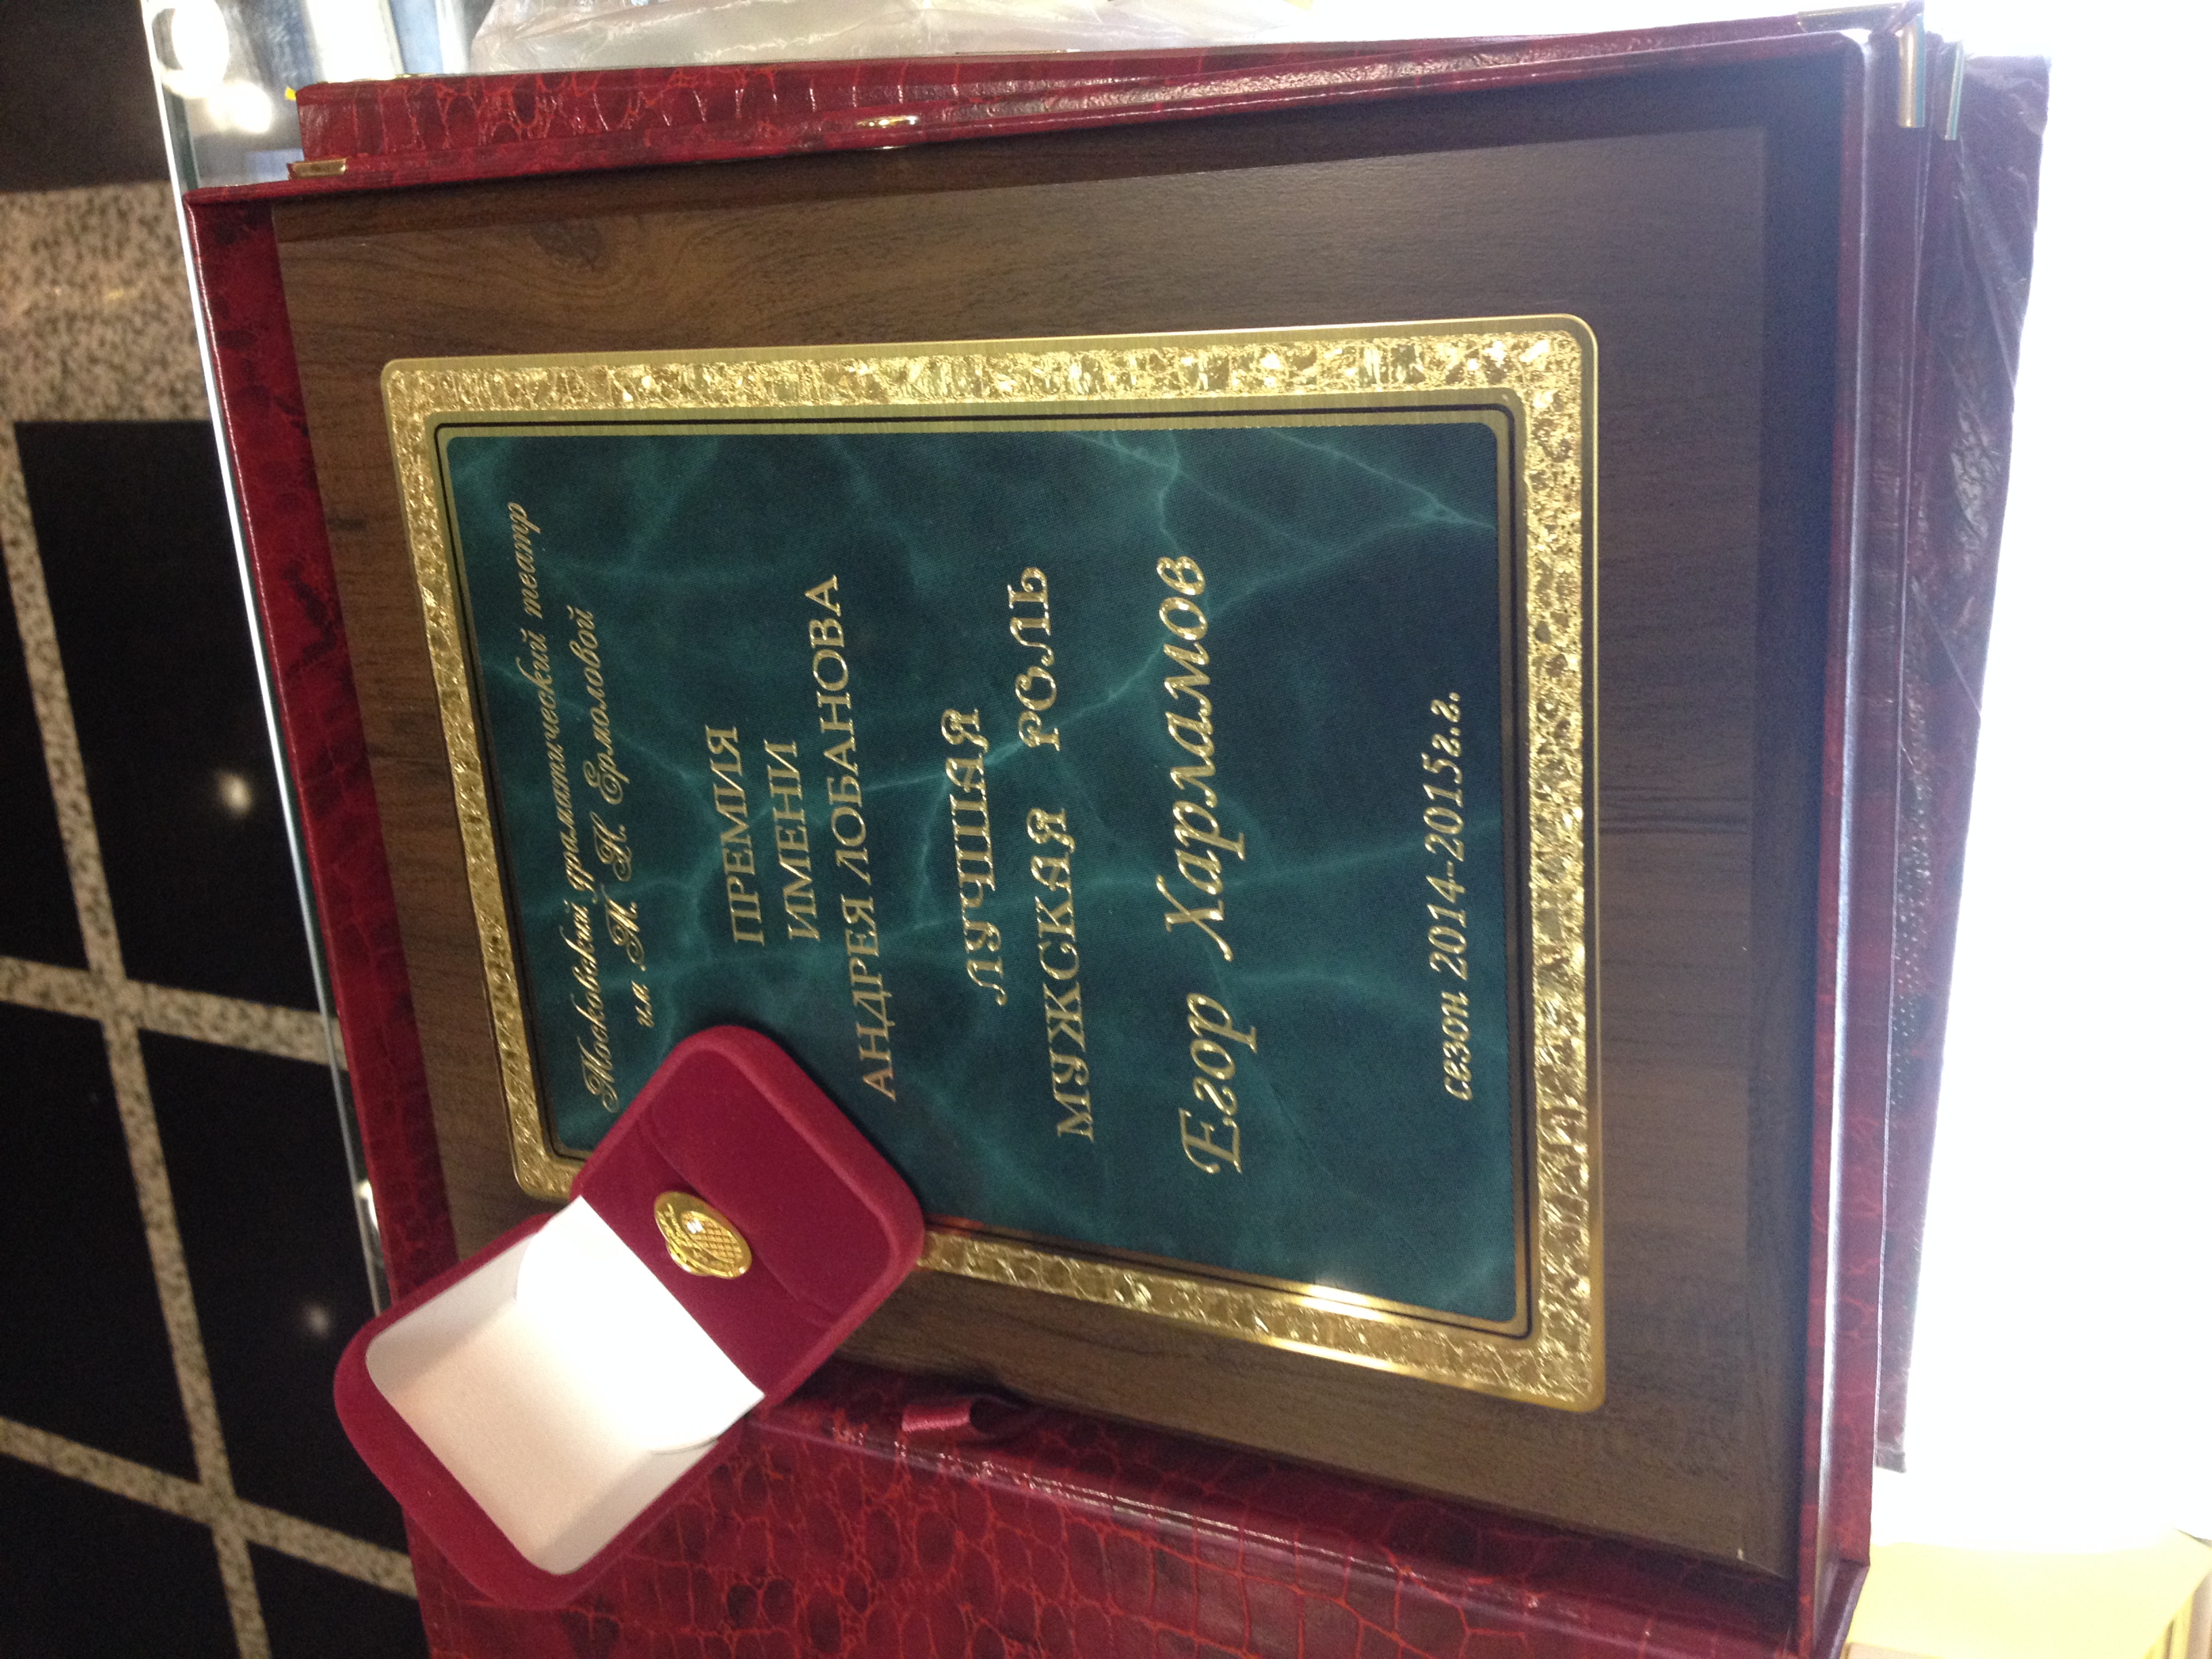 Московский драматический театр
им. М. Н. Ермоловой
ПРЕМИЯ
ИМЕНИ
АНДРЕЯ ЛОБАНОВА
ЛУЧШАЯ
МУЖСКАЯ РОЛЬ
Егор Харламов
сезон 2014-2015г.г.